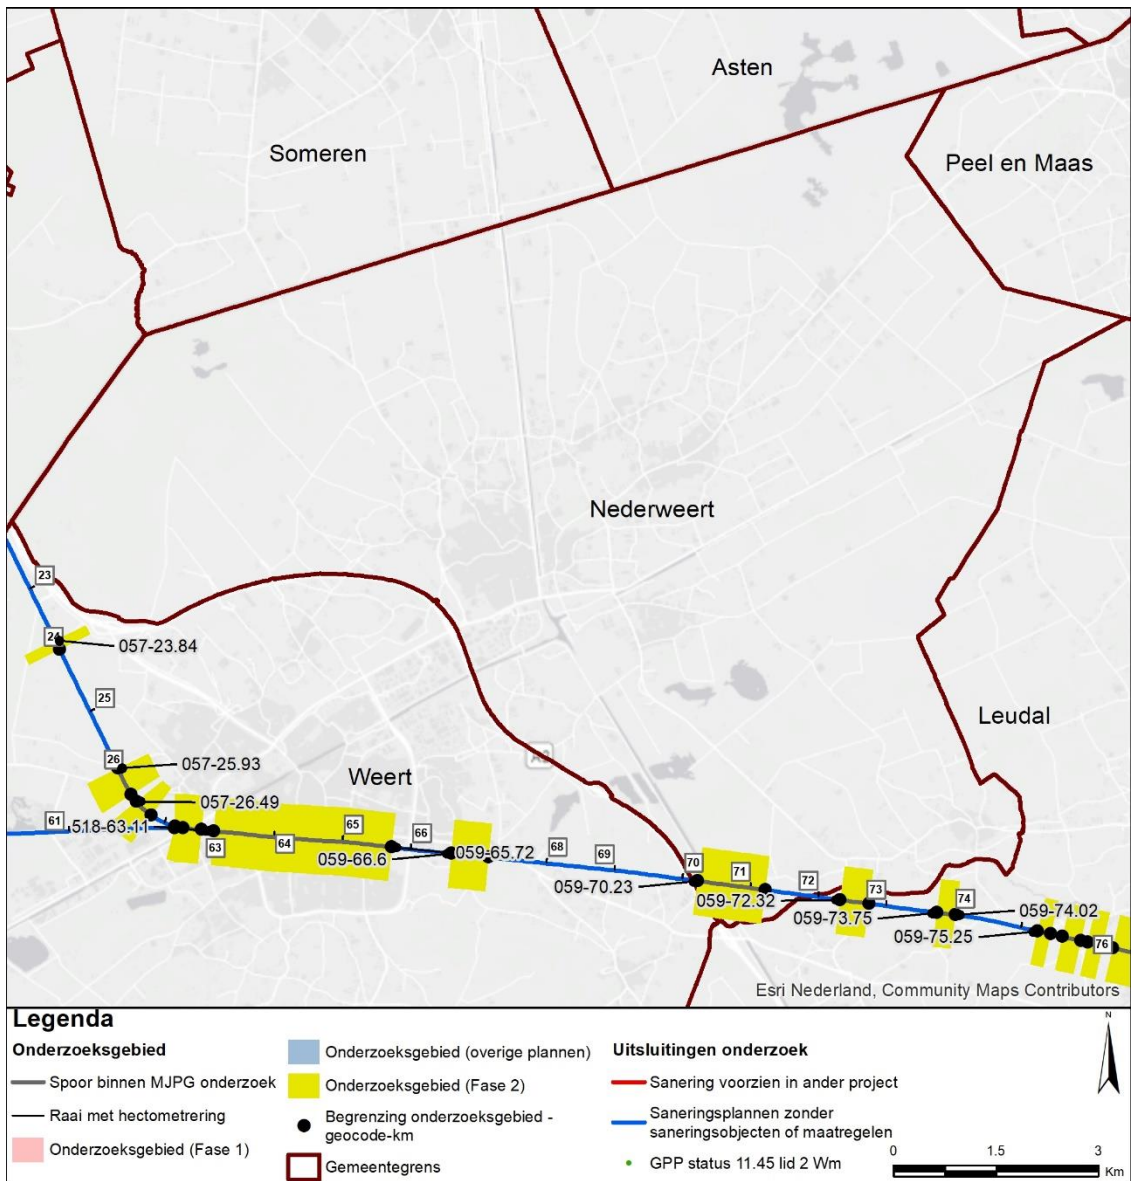 Asten
Someren
Peel en Maas
Nederweert
23
24
057-23.84
25
Leudal
26
057-25.93
Weert
057-26.49
61
518-63.11
63
64
65
66
059-66.6
059-65.72
68
69
70
059-70.23
71
72
059-72.32
73
059-73.75
74
059-74.02
059-75.25
76
Esri Nederland, Community Maps Contributors
Legenda
Onderzoeksgebied
Spoor binnen MJPG onderzoek
Raai met hectometrering
Onderzoeksgebied (Fase 1)
Onderzoeksgebied (overige plannen)
Onderzoeksgebied (Fase 2)
Begrenzing onderzoeksgebied -
geocode-km
Gemeentegrens
Uitsluitingen onderzoek
Sanering voorzien in ander project
Saneringsplannen zonder
saneringsobjecten of maatregelen
GPP status 11.45 lid 2 Wm
N
0 1.5 3
Km